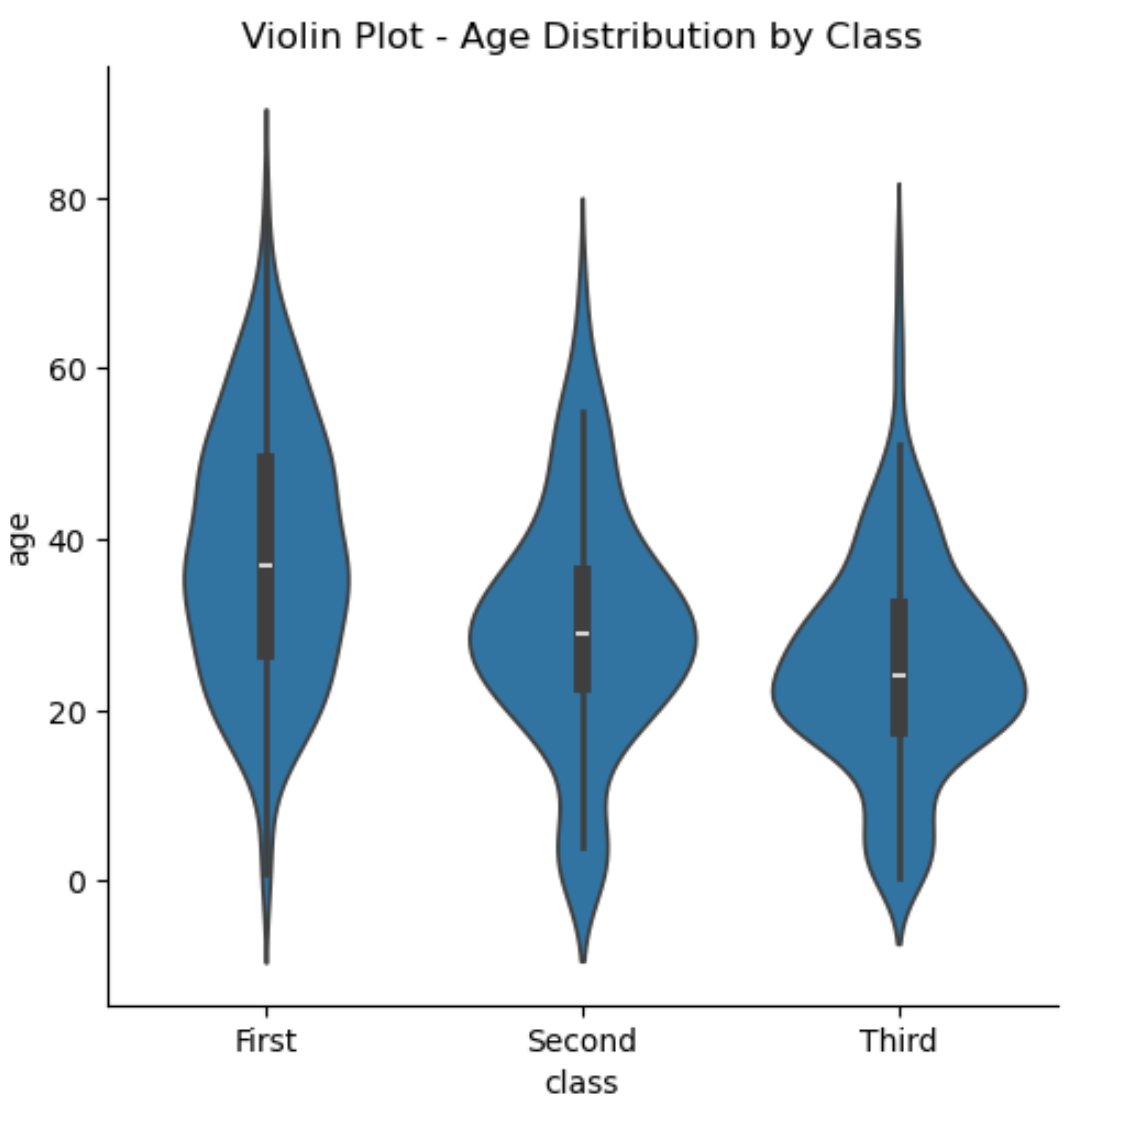 Violin Plot - Age Distribution by Class
80
60
40
20
0
age
First
Second
Third
class